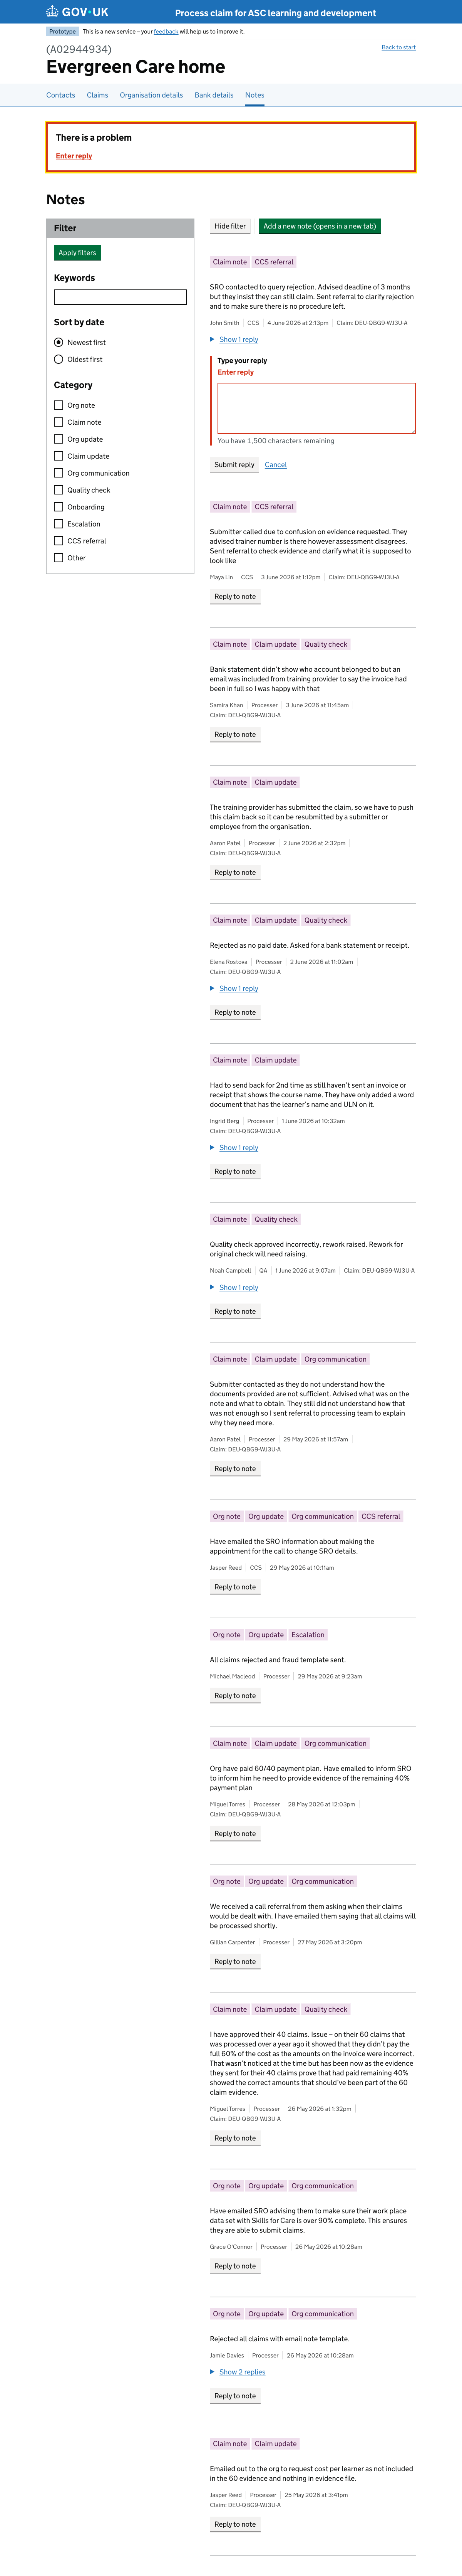 GOV·UK
Process claim for ASC learning and development
Prototype
This is a new service – your feedback will help us to improve it.
(A02944934)
Back to start
Evergreen Care home
Contacts
Claims
Organisation details
Bank details
Notes
There is a problem
Enter reply
Notes
Filter
Apply filters
Keywords
Sort by date
Newest first
Oldest first
Category
Org note
Claim note
Org update
Claim update
Org communication
Quality check
Onboarding
Escalation
CCS referral
Other
Hide filter
Add a new note (opens in a new tab)
Claim note CCS referral
SRO contacted to query rejection. Advised deadline of 3 months
but they insist they can still claim. Sent referral to clarify rejection
and to make sure there is no procedure left.
John Smith CCS 4 June 2026 at 2:13pm Claim: DEU-QBG9-WJ3U-A
Show 1 reply
Type your reply
Enter reply
You have 1,500 characters remaining
Submit reply Cancel
Claim note CCS referral
Submitter called due to confusion on evidence requested. They
advised trainer number is there however assessment disagrees.
Sent referral to check evidence and clarify what it is supposed to
look like
Maya Lin CCS 3 June 2026 at 1:12pm Claim: DEU-QBG9-WJ3U-A
Reply to note
Claim note Claim update Quality check
Bank statement didn't show who account belonged to but an
email was included from training provider to say the invoice had
been in full so I was happy with that
Samira Khan Processer 3 June 2026 at 11:45am
Claim: DEU-QBG9-WJ3U-A
Reply to note
Claim note Claim update
The training provider has submitted the claim, so we have to push
this claim back so it can be resubmitted by a submitter or
employee from the organisation.
Aaron Patel Processer 2 June 2026 at 2:32pm
Claim: DEU-QBG9-WJ3U-A
Reply to note
Claim note Claim update Quality check
Rejected as no paid date. Asked for a bank statement or receipt.
Elena Rostova Processer 2 June 2026 at 11:02am
Claim: DEU-QBG9-WJ3U-A
Show 1 reply
Reply to note
Claim note Claim update
Had to send back for 2nd time as still haven't sent an invoice or
receipt that shows the course name. They have only added a word
document that has the learner's name and ULN on it.
Ingrid Berg Processer 1 June 2026 at 10:32am
Claim: DEU-QBG9-WJ3U-A
Show 1 reply
Reply to note
Claim note Quality check
Quality check approved incorrectly, rework raised. Rework for
original check will need raising.
Noah Campbell QA 1 June 2026 at 9:07am Claim: DEU-QBG9-WJ3U-A
Show 1 reply
Reply to note
Claim note Claim update Org communication
Submitter contacted as they do not understand how the
documents provided are not sufficient. Advised what was on the
note and what to obtain. They still did not understand how that
was not enough so I sent referral to processing team to explain
why they need more.
Aaron Patel Processer 29 May 2026 at 11:57am
Claim: DEU-QBG9-WJ3U-A
Reply to note
Org note Org update Org communication CCS referral
Have emailed the SRO information about making the
appointment for the call to change SRO details.
Jasper Reed CCS 29 May 2026 at 10:11am
Reply to note
Org note Org update Escalation
All claims rejected and fraud template sent.
Michael Macleod Processer 29 May 2026 at 9:23am
Reply to note
Claim note Claim update Org communication
Org have paid 60/40 payment plan. Have emailed to inform SRO
to inform him he need to provide evidence of the remaining 40%
payment plan
Miguel Torres Processer 28 May 2026 at 12:03pm
Claim: DEU-QBG9-WJ3U-A
Reply to note
Org note Org update Org communication
We received a call referral from them asking when their claims
would be dealt with. I have emailed them saying that all claims will
be processed shortly.
Gillian Carpenter Processer 27 May 2026 at 3:20pm
Reply to note
Claim note Claim update Quality check
I have approved their 40 claims. Issue – on their 60 claims that
was processed over a year ago it showed that they didn't pay the
full 60% of the cost as the amounts on the invoice were incorrect.
That wasn't noticed at the time but has been now as the evidence
they sent for their 40 claims prove that had paid remaining 40%
showed the correct amounts that should've been part of the 60
claim evidence.
Miguel Torres Processer 26 May 2026 at 1:32pm
Claim: DEU-QBG9-WJ3U-A
Reply to note
Org note Org update Org communication
Have emailed SRO advising them to make sure their work place
data set with Skills for Care is over 90% complete. This ensures
they are able to submit claims.
Grace O'Connor Processer 26 May 2026 at 10:28am
Reply to note
Org note Org update Org communication
Rejected all claims with email note template.
Jamie Davies Processer 26 May 2026 at 10:28am
Show 2 replies
Reply to note
Claim note Claim update
Emailed out to the org to request cost per learner as not included
in the 60 evidence and nothing in evidence file.
Jasper Reed Processer 25 May 2026 at 3:41pm
Claim: DEU-QBG9-WJ3U-A
Reply to note